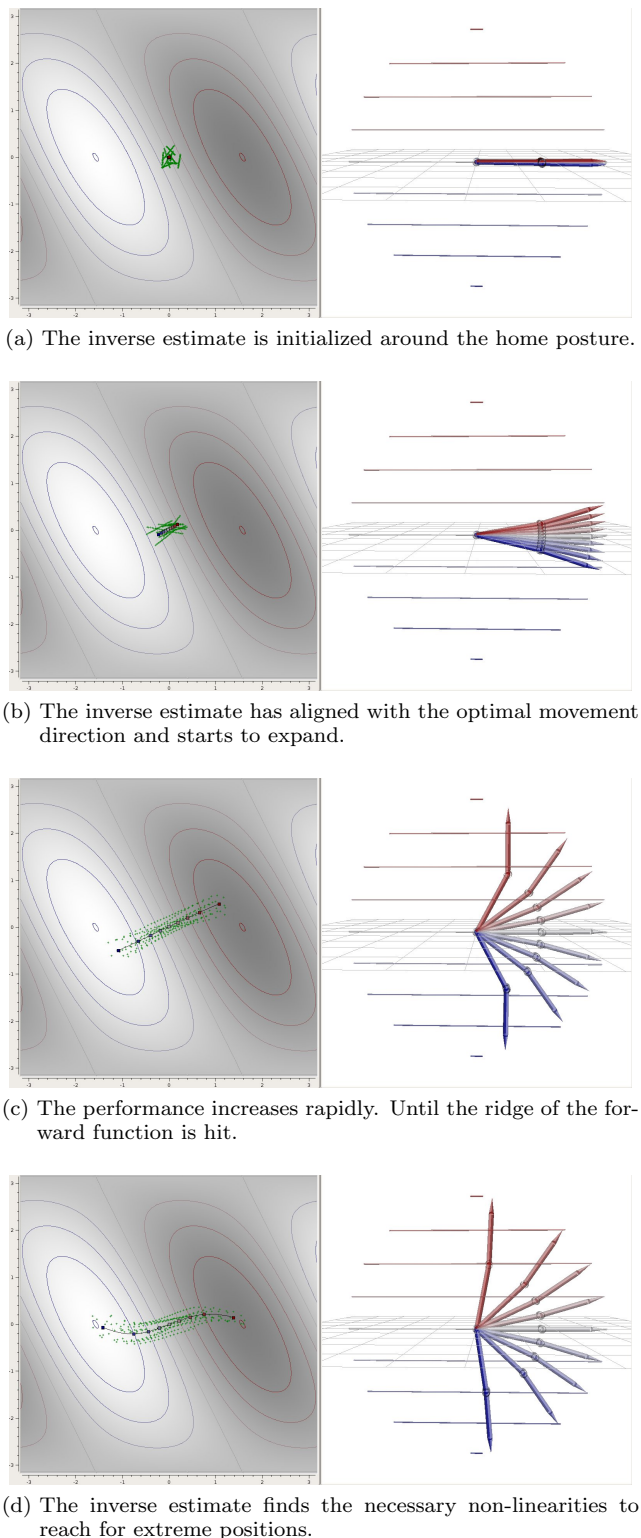 (a) The inverse estimate is initialized around the home posture.
(b) The inverse estimate has aligned with the optimal movement
direction and starts to expand.
(c) The performance increases rapidly. Until the ridge of the for-
ward function is hit.
(d) The inverse estimate finds the necessary non-linearities to
reach for extreme positions.